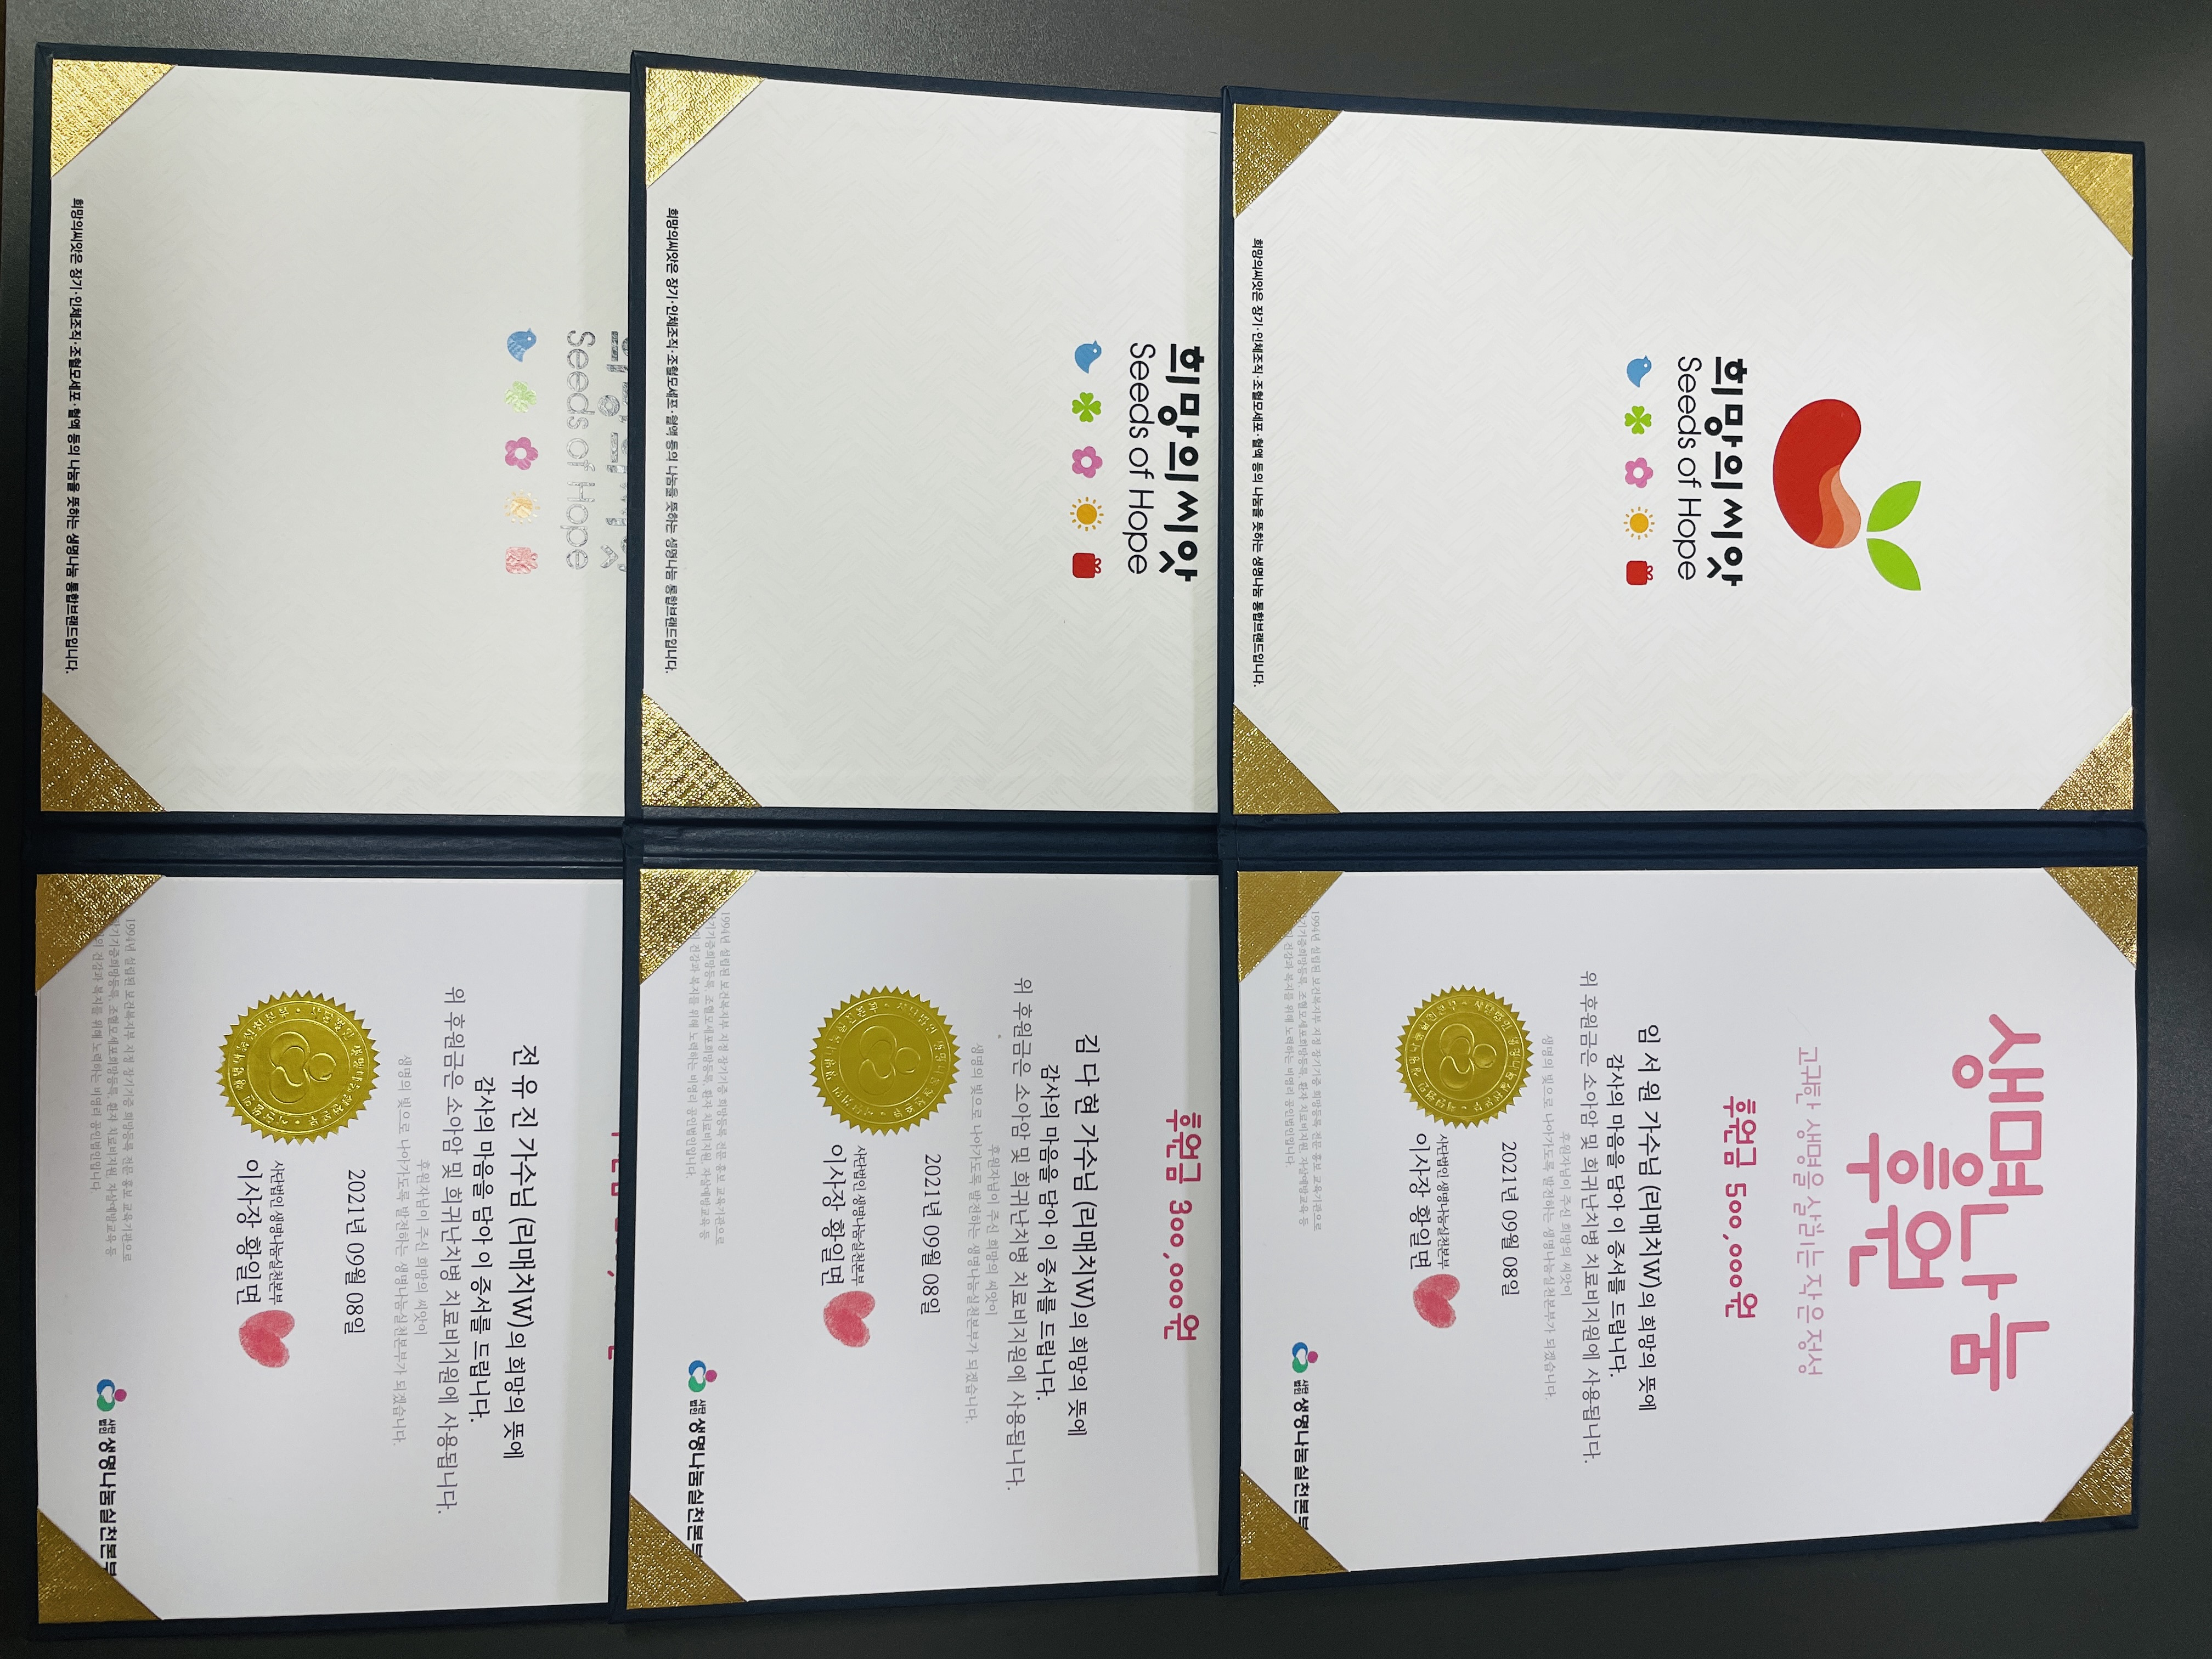 희망의씨앗
Seeds of Hope
희망의씨앗은 장기·인체조직·조혈모세포·혈액 등의 나눔을 뜻하는 생명나눔 통합브랜드입니다.
생명나눔
후원
고귀한 생명을 살리는 작은 정성
후원금 500,000원
임 서 원 가수님 (리매치W)의 희망의 뜻에
감사의 마음을 담아 이 증서를 드립니다.
위 후원금은 소아암 및 희귀난치병 치료비지원에 사용됩니다.
후원자님이 주신 희망의 씨앗이
생명의 빛으로 나아가도록 발전하는 생명나눔실천본부가 되겠습니다.
2021년 09월 08일
사단법인 생명나눔실천본부
이사장 황일면
1994년 설립된 보건복지부 지정 장기기증 희망등록 전문 홍보 교육기관으로
장기기증희망등록, 조혈모세포희망등록, 환자 치료비지원, 자살예방교육 등
건강과 복지를 위해 노력하는 비영리 공인법인입니다.
사단법인 생명나눔실천본부
희망의씨앗
Seeds of Hope
희망의씨앗은 장기·인체조직·조혈모세포·혈액 등의 나눔을 뜻하는 생명나눔 통합브랜드입니다.
후원금 300,000원
김 다 현 가수님 (리매치W)의 희망의 뜻에
감사의 마음을 담아 이 증서를 드립니다.
위 후원금은 소아암 및 희귀난치병 치료비지원에 사용됩니다.
후원자님이 주신 희망의 씨앗이
생명의 빛으로 나아가도록 발전하는 생명나눔실천본부가 되겠습니다.
2021년 09월 08일
사단법인 생명나눔실천본부
이사장 황일면
1994년 설립된 보건복지부 지정 장기기증 희망등록 전문 홍보 교육기관으로
장기기증희망등록, 조혈모세포희망등록, 환자 치료비지원, 자살예방교육 등
건강과 복지를 위해 노력하는 비영리 공인법인입니다.
사단법인 생명나눔실천본부
희망의씨앗
Seeds of Hope
희망의씨앗은 장기·인체조직·조혈모세포·혈액 등의 나눔을 뜻하는 생명나눔 통합브랜드입니다.
후원금
전 유 진 가수님 (리매치W)의 희망의 뜻에
감사의 마음을 담아 이 증서를 드립니다.
위 후원금은 소아암 및 희귀난치병 치료비지원에 사용됩니다.
후원자님이 주신 희망의 씨앗이
생명의 빛으로 나아가도록 발전하는 생명나눔실천본부가 되겠습니다.
2021년 09월 08일
사단법인 생명나눔실천본부
이사장 황일면
1994년 설립된 보건복지부 지정 장기기증 희망등록 전문 홍보 교육기관으로
장기기증희망등록, 조혈모세포희망등록, 환자 치료비지원, 자살예방교육 등
건강과 복지를 위해 노력하는 비영리 공인법인입니다.
사단법인 생명나눔실천본부